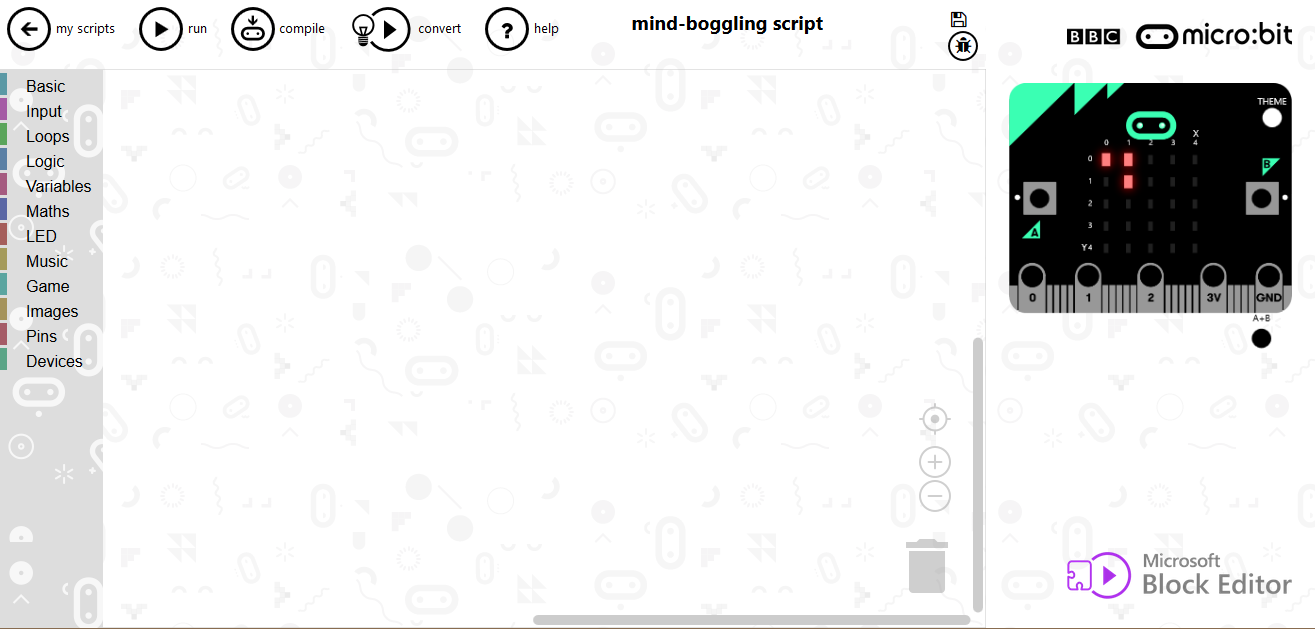 my scripts
run
compile
convert
?
help
mind-boggling script
BBC
micro:bit
Basic
Input
Loops
Logic
Variables
Maths
LED
Music
Game
Images
Pins
Devices
THEME
X
0 1 2 3 4
0
1
2
3
Y4
B
A
0 1 2 3V GND
A+B
Microsoft
Block Editor